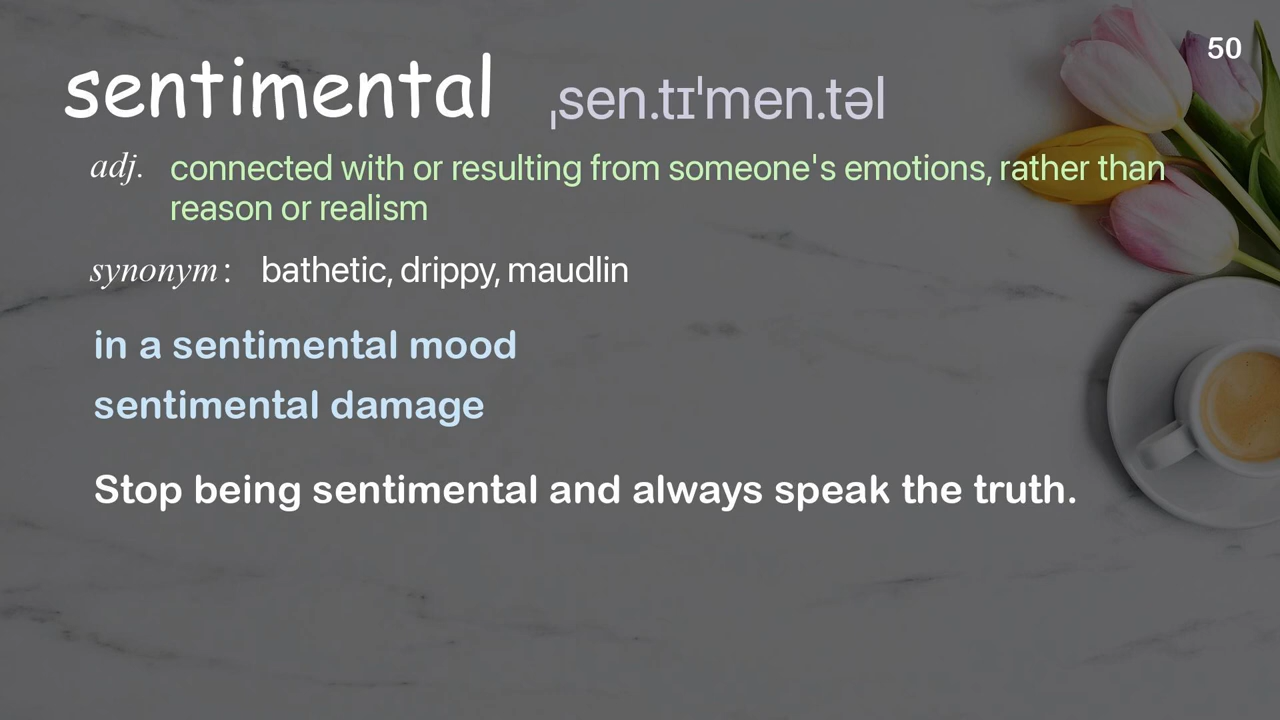 50
sentimental ˌsen.tɪˈmen.təl
adj. connected with or resulting from someone's emotions, rather than
reason or realism
synonym: bathetic, drippy, maudlin
in a sentimental mood
sentimental damage
Stop being sentimental and always speak the truth.